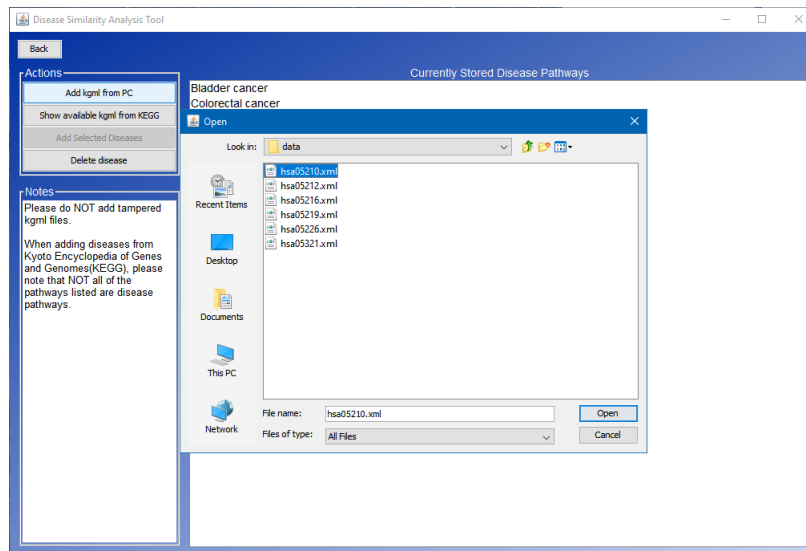 Disease Similarity Analysis Tool
Back
Actions
Add kgml from PC
Show available kgml from KEGG
Add Selected Diseases
Delete disease
Notes
Please do NOT add tampered
kgml files.
When adding diseases from
Kyoto Encyclopedia of Genes
and Genomes(KEGG), please
note that NOT all of the
pathways listed are disease
pathways.
Currently Stored Disease Pathways
Bladder cancer
Colorectal cancer
Open
Look in:
data
Recent Items
Desktop
Documents
This PC
Network
hsa05210.xml
hsa05212.xml
hsa05216.xml
hsa05219.xml
hsa05226.xml
hsa05321.xml
File name:
hsa05210.xml
Open
Files of type:
All Files
Cancel